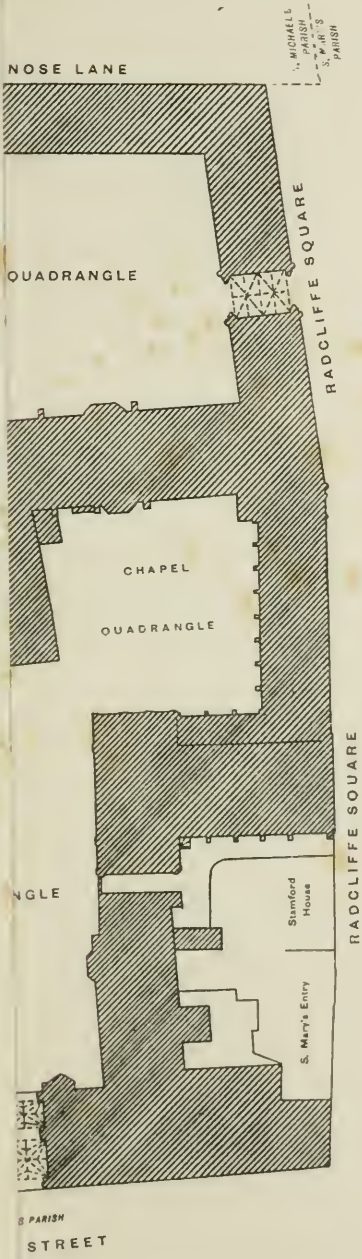 MICHAEL'S
PARISH
S. MARY'S
PARISH
NOSE LANE
QUADRANGLE
RADCLIFFE SQUARE
CHAPEL
QUADRANGLE
RADCLIFFE SQUARE
NGLE
Stamford
House
S. Mary's Entry
S PARISH
STREET